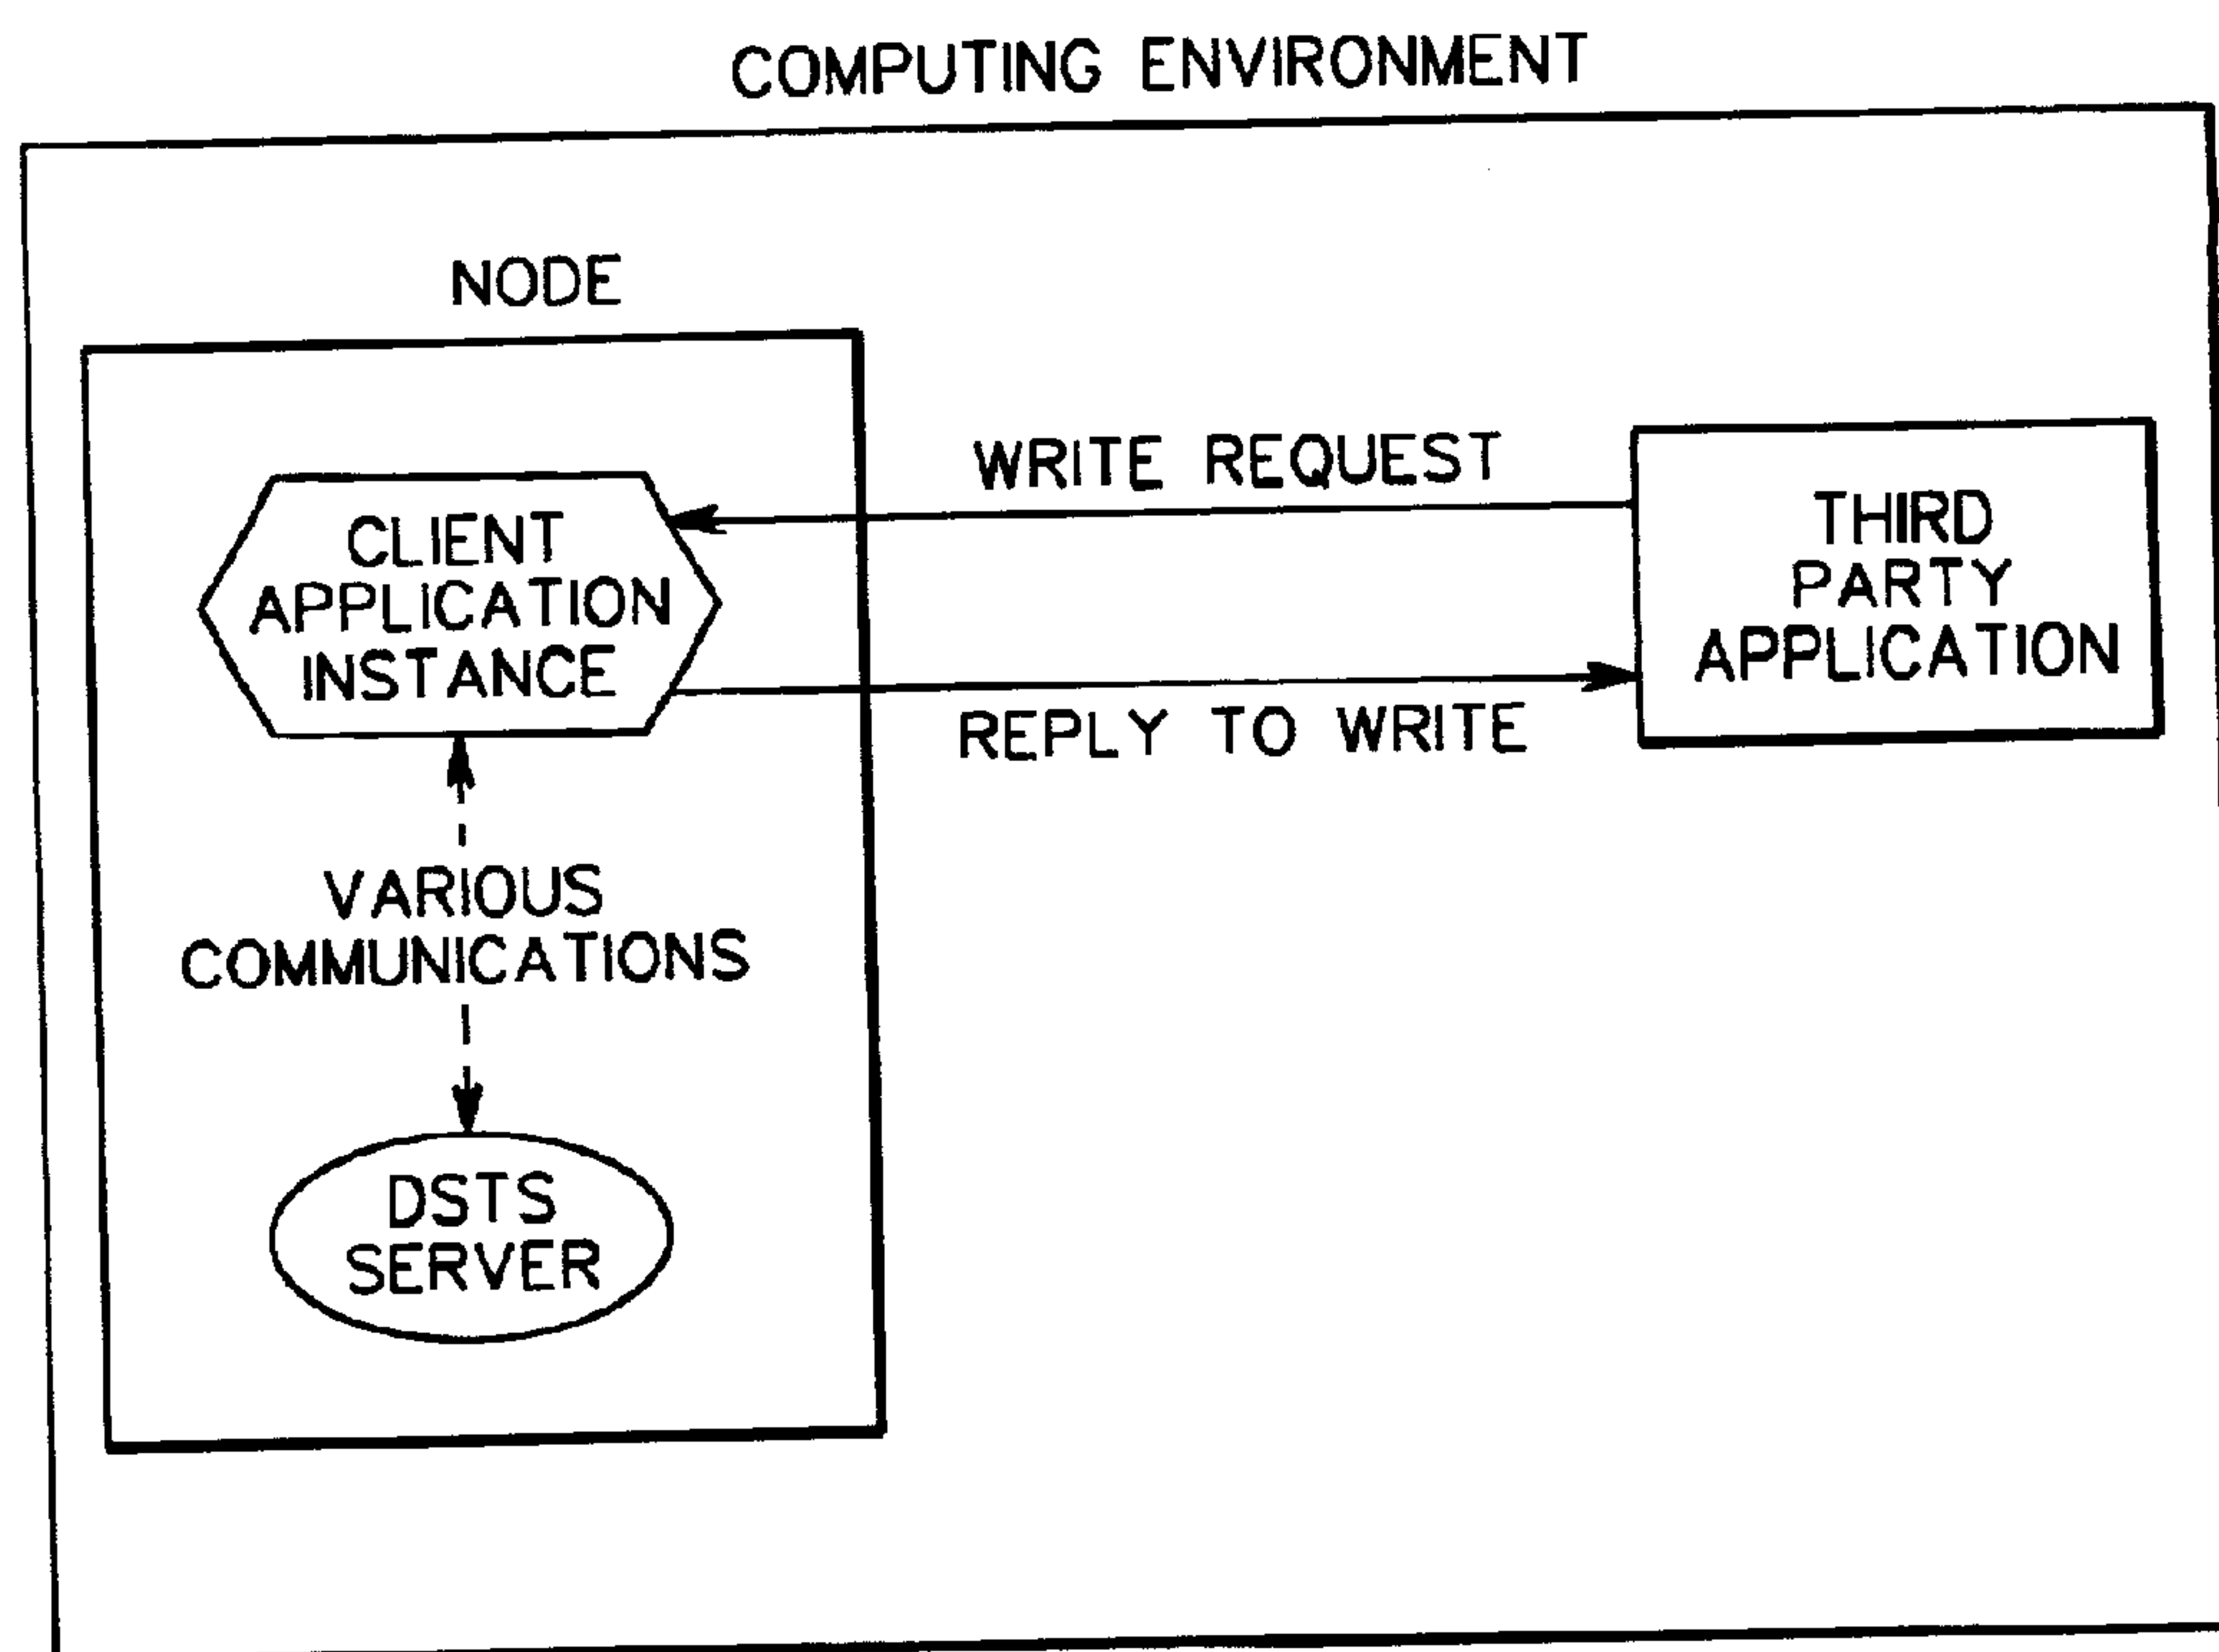 COMPUTING ENVIRONMENT
NODE
CLIENT
APPLICATION
INSTANCE
WRITE REQUEST
REPLY TO WRITE
THIRD
PARTY
APPLICATION
VARIOUS
COMMUNICATIONS
DSTS
SERVER